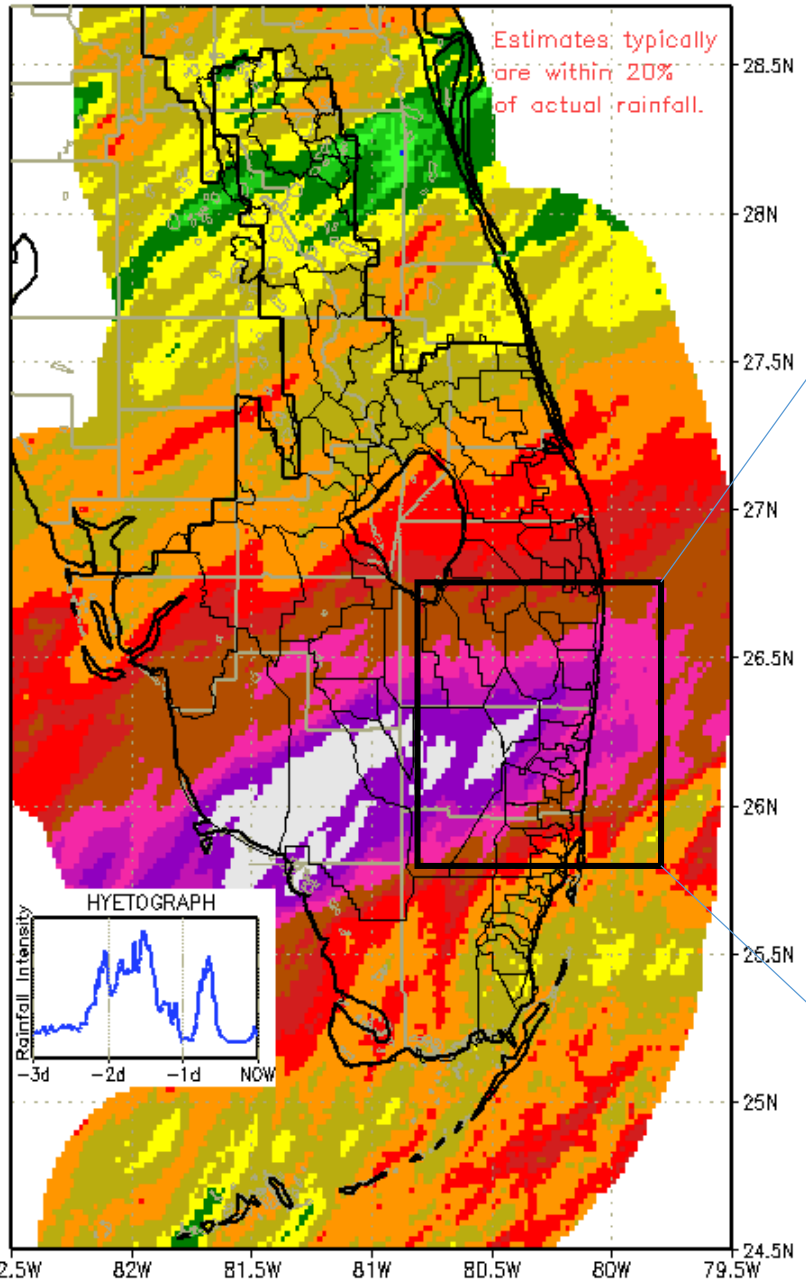 Estimates typically
are within 20%
of actual rainfall.
28.5N
28N
27.5N
27N
26.5N
26N
25.5N
25N
24.5N
HYETOGRAPH
Rainfall Intensity
-3d -2d -1d NOW
2.5W 82W 81.5W 81W 80.5W 80W 79.5W